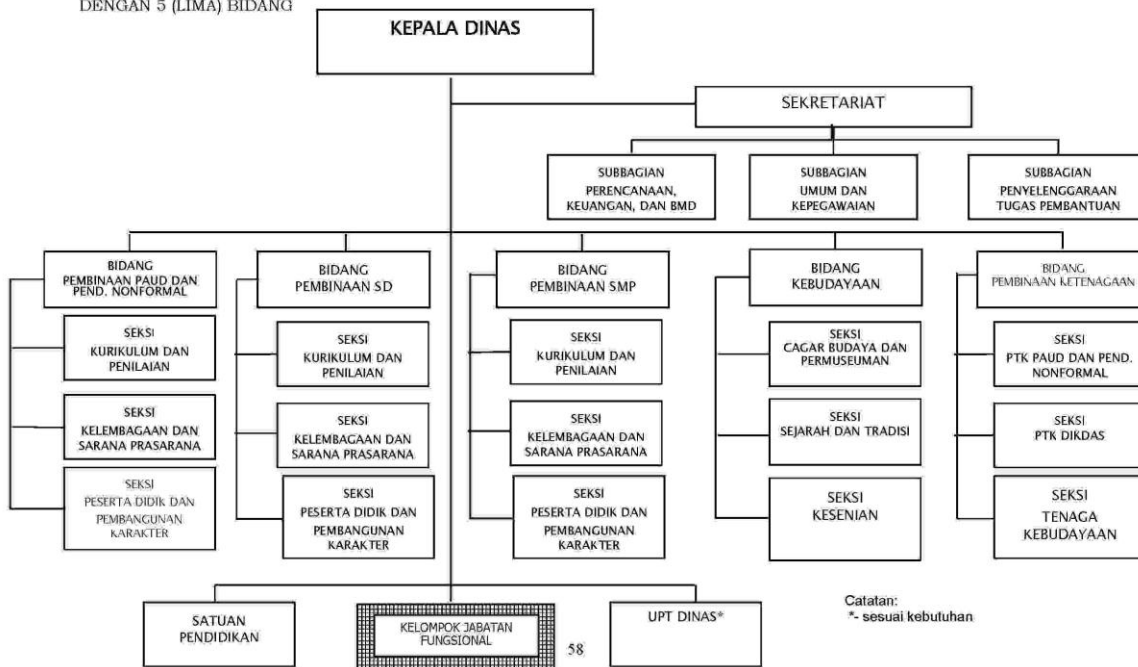 DENGAN 5 (LIMA) BIDANG
KEPALA DINAS
SEKRETARIAT
SUBBAGIAN
PERENCANAAN,
KEUANGAN, DAN BMD
SUBBAGIAN
UMUM DAN
KEPEGAWAIAN
SUBBAGIAN
PENYELENGGARAAN
TUGAS PEMBANTUAN
BIDANG
PEMBINAAN PAUD DAN
PEND. NONFORMAL
SEKSI
KURIKULUM DAN
PENILAIAN
SEKSI
KELEMBAGAAN DAN
SARANA PRASARANA
SEKSI
PESERTA DIDIK DAN
PEMBANGUNAN
KARAKTER
BIDANG
PEMBINAAN SD
SEKSI
KURIKULUM DAN
PENILAIAN
SEKSI
KELEMBAGAAN DAN
SARANA PRASARANA
SEKSI
PESERTA DIDIK DAN
PEMBANGUNAN
KARAKTER
BIDANG
PEMBINAAN SMP
SEKSI
KURIKULUM DAN
PENILAIAN
SEKSI
KELEMBAGAAN DAN
SARANA PRASARANA
SEKSI
PESERTA DIDIK DAN
PEMBANGUNAN
KARAKTER
BIDANG
KEBUDAYAAN
SEKSI
CAGAR BUDAYA DAN
PERMUSEUMAN
SEKSI
SEJARAH DAN TRADISI
SEKSI
KESENIAN
BIDANG
PEMBINAAN KETENAGAAN
SEKSI
PTK PAUD DAN PEND.
NONFORMAL
SEKSI
PTK DIKDAS
SEKSI
TENAGA
KEBUDAYAAN
SATUAN
PENDIDIKAN
KELOMPOK JABATAN
FUNGSIONAL
UPT DINAS*
Catatan:
*- sesuai kebutuhan
58